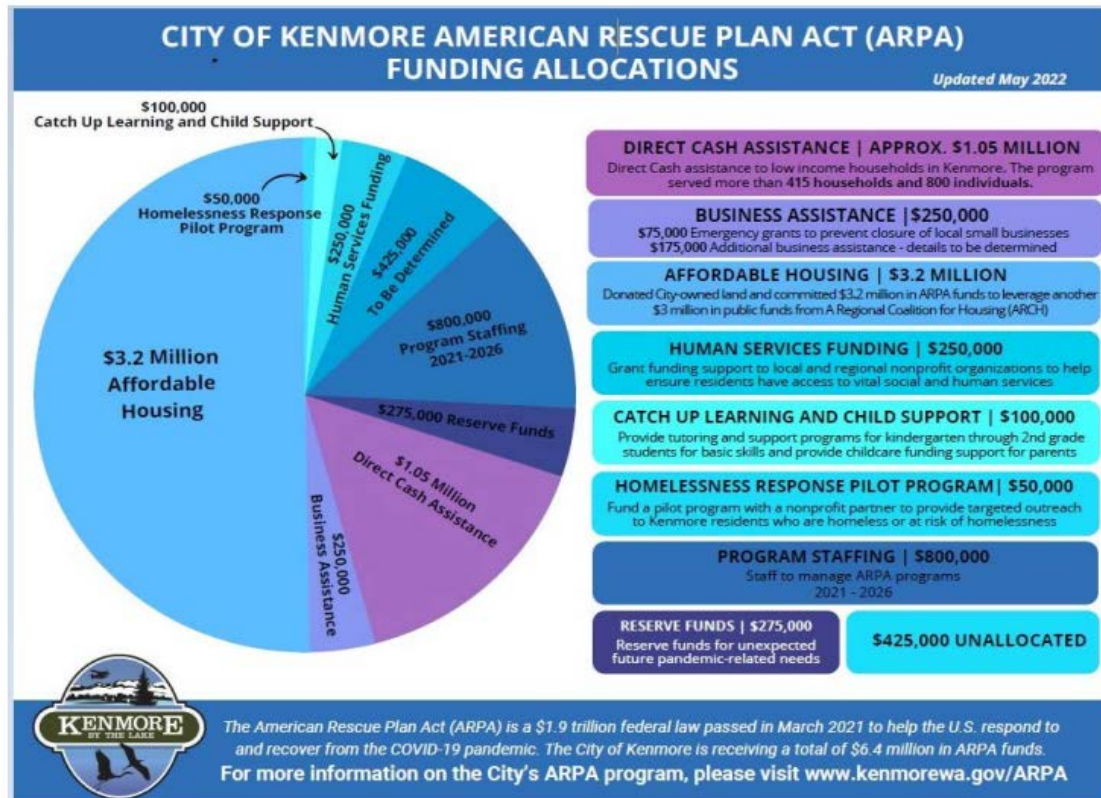 CITY OF KENMORE AMERICAN RESCUE PLAN ACT (ARPA)
FUNDING ALLOCATIONS
Updated May 2022
$100,000
Catch Up Learning and Child Support
$50,000
Homelessness Response
Pilot Program
$250,000
Human Services Funding
$425,000
To Be Determined
$800,000
Program Staffing
2021-2026
$3.2 Million
Affordable
Housing
$275,000 Reserve Funds
$1.05 Million
Direct Cash Assistance
$250,000
Business Assistance
DIRECT CASH ASSISTANCE | APPROX. $1.05 MILLION
Direct Cash assistance to low income households in Kenmore. The program
served more than 415 households and 800 individuals.
BUSINESS ASSISTANCE |$250,000
$75,000 Emergency grants to prevent closure of local small businesses
$175,000 Additional business assistance - details to be determined
AFFORDABLE HOUSING | $3.2 MILLION
Donated City-owned land and committed $3.2 million in ARPA funds to leverage another
$3 million in public funds from A Regional Coalition for Housing (ARCH)
HUMAN SERVICES FUNDING | $250,000
Grant funding support to local and regional nonprofit organizations to help
ensure residents have access to vital social and human services
CATCH UP LEARNING AND CHILD SUPPORT | $100,000
Provide tutoring and support programs for kindergarten through 2nd grade
students for basic skills and provide childcare funding support for parents
HOMELESSNESS RESPONSE PILOT PROGRAM| $50,000
Fund a pilot program with a nonprofit partner to provide targeted outreach
to Kenmore residents who are homeless or at risk of homelessness
PROGRAM STAFFING | $800,000
Staff to manage ARPA programs
2021 - 2026
RESERVE FUNDS | $275,000
Reserve funds for unexpected
future pandemic-related needs
$425,000 UNALLOCATED
KENMORE
BY THE LAKE
The American Rescue Plan Act (ARPA) is a $1.9 trillion federal law passed in March 2021 to help the U.S. respond to
and recover from the COVID-19 pandemic. The City of Kenmore is receiving a total of $6.4 million in ARPA funds.
For more information on the City's ARPA program, please visit www.kenmorewa.gov/ARPA